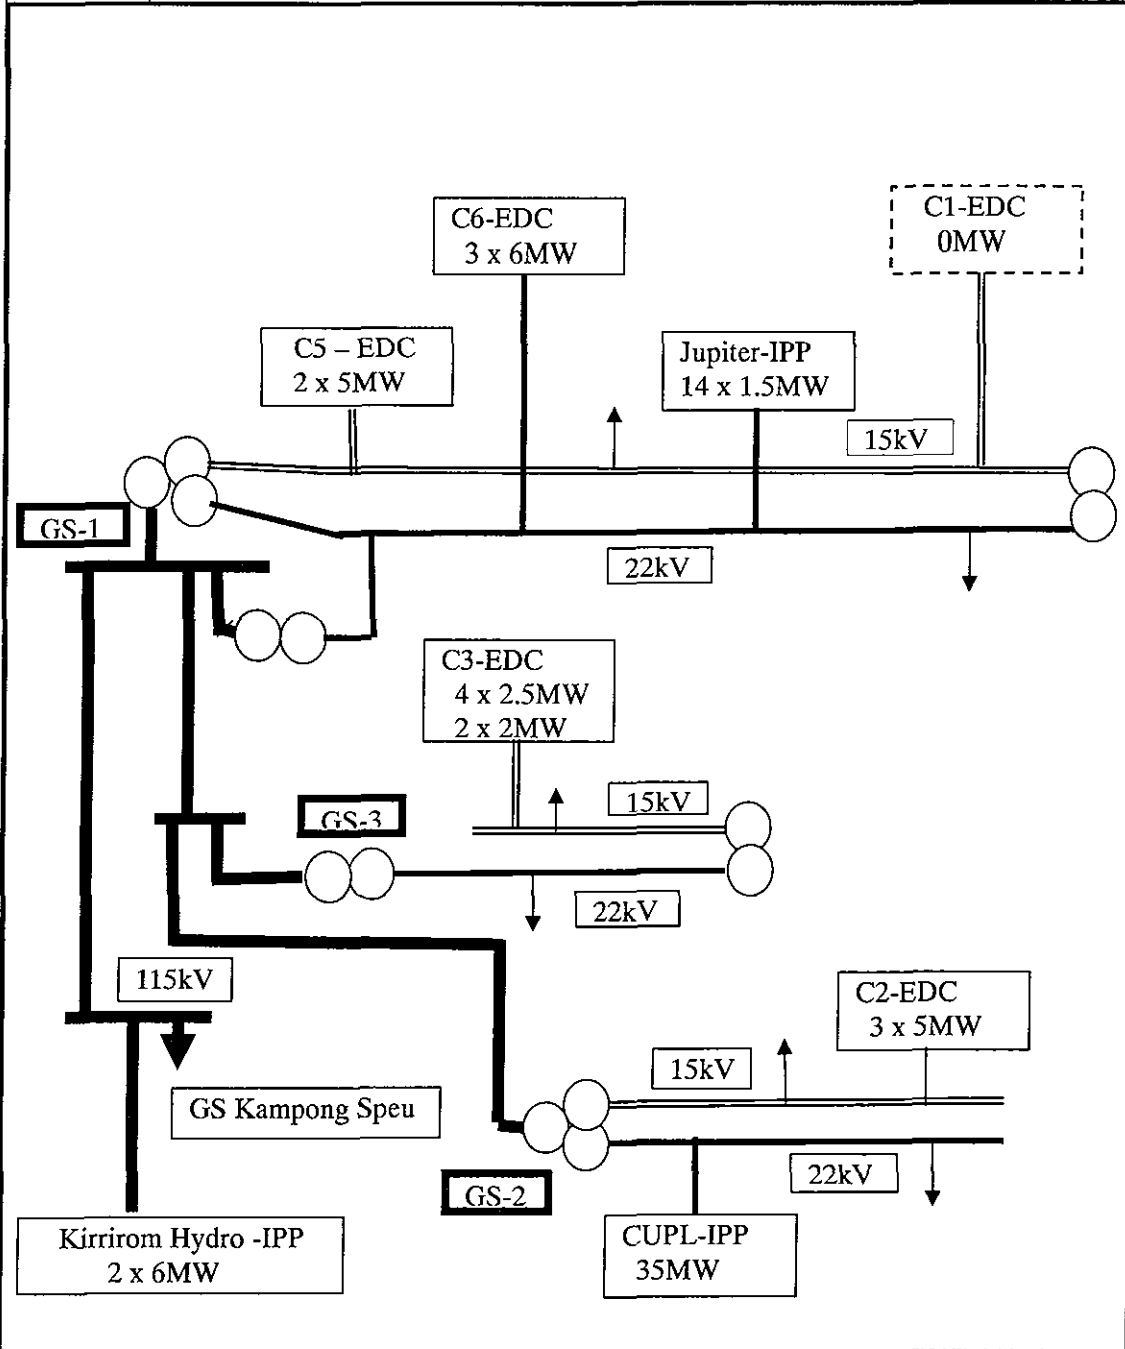 C6-EDC
3 x 6MW
C1-EDC
0MW
C5 – EDC
2 x 5MW
Jupiter-IPP
14 x 1.5MW
15kV
GS-1
22kV
C3-EDC
4 x 2.5MW
2 x 2MW
15kV
GS-3
22kV
115kV
C2-EDC
3 x 5MW
15kV
GS Kampong Speu
22kV
GS-2
Kirrirom Hydro -IPP
2 x 6MW
CUPL-IPP
35MW